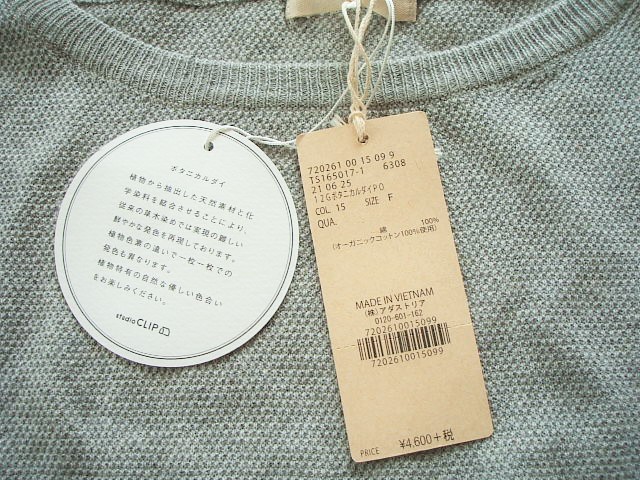 ボタニカルダイ
植物から抽出した天然素材と化
学染料を結合させることにより、
従来の草木染めでは実現の難しい
鮮やかな発色を再現しております。
植物色素の違いで一枚一枚での
発色も異なります。
植物特有の自然な優しい色合い
をお楽しみください。
studio CLIP
720261 00 15 09 9
TS165017-1 6308
21 06 25
12GボタニカルダイPO
COL. 15 SIZE F
QUA.
綿 100%
(オーガニックコットン100%使用)
MADE IN VIETNAM
(株)アダストリア
0120-601-162
7202610015099
7202610015099
PRICE ¥4,600+税